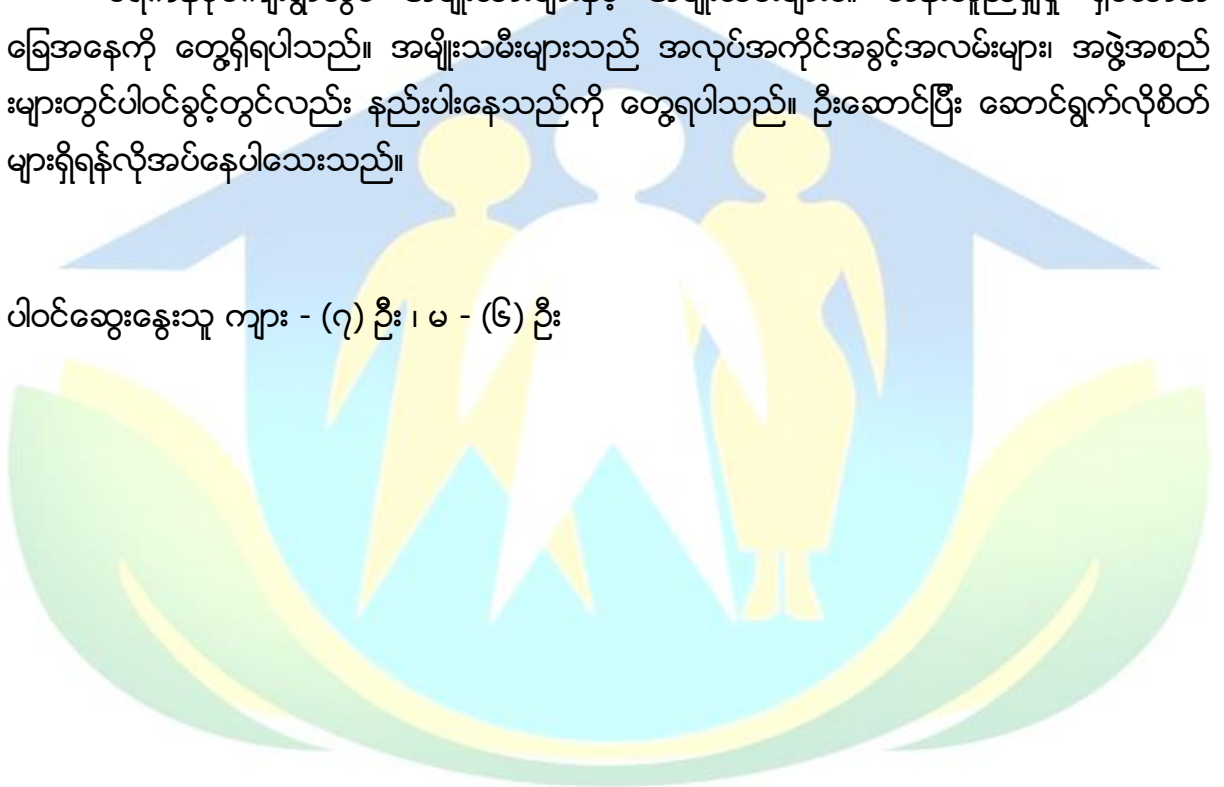 ခြေအနေကို တွေ့ရှိရပါသည်။ အမျိုးသမီးများသည် အလုပ်အကိုင်အခွင့်အလမ်းများ၊ အဖွဲ့အစည်
းများတွင်ပါဝင်ခွင့်တွင်လည်း နည်းပါးနေသည်ကို တွေ့ရပါသည်။ ဦးဆောင်ပြီး ဆောင်ရွက်လိုစိတ်
များရှိရန်လိုအပ်နေပါသေးသည်။
ပါဝင်ဆွေးနွေးသူ ကျား - (၇) ဦး ၊ မ - (၆) ဦး